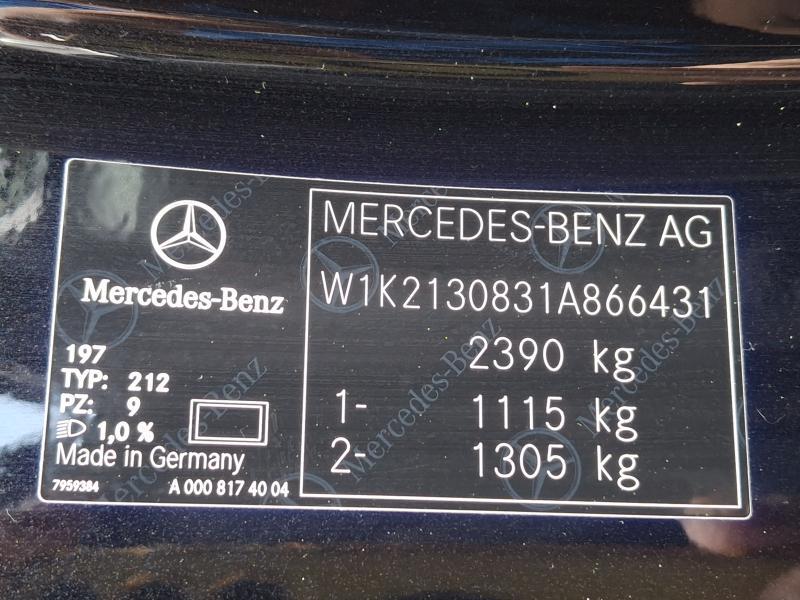 Mercedes-Benz
197
TYP: 212
PZ: 9
1,0 %
Made in Germany
7959384 A 000 817 40 04
MERCEDES-BENZ AG
W1K2130831A866431
2390 kg
1- 1115 kg
2- 1305 kg